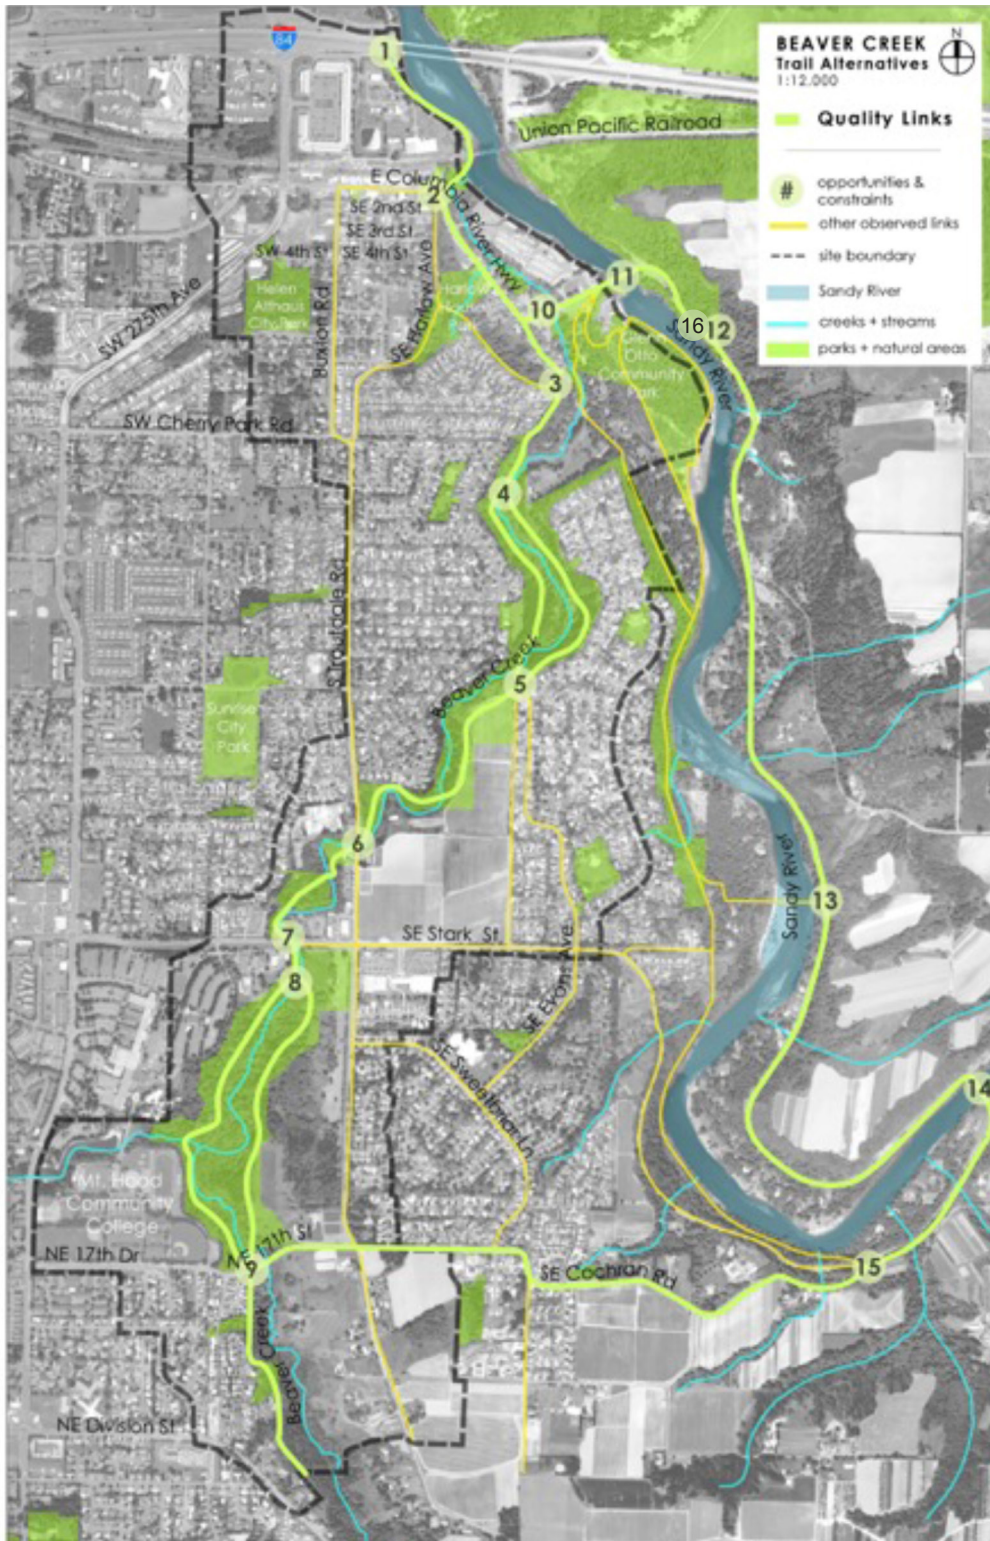 BEAVER CREEK
Trail Alternatives
1:12,000
N
Quality Links
#
opportunities &
constraints
other observed links
site boundary
Sandy River
creeks + streams
parks + natural areas
84
1
Union Pacific Railroad
E Columbia River Hwy
2
SE 2nd St
SE 3rd St
SW 4th St
SE 4th St
SW 275th Ave
Helen
Althaus
City Park
Buxton Rd
SE Harlow Ave
10
11
16
12
Sandy River
Otto
Community
Park
3
SW Cherry Park Rd
4
S Troutdale Rd
Beaver Creek
5
Sunrise
City
Park
6
Sandy River
13
7
SE Stark St
8
SE Evans Ave
SE Sweetbriar Ln
14
Mt. Hood
Community
College
NE 17th Dr
NE 17th St
9
SE Cochran Rd
15
Beaver Creek
NE Division St